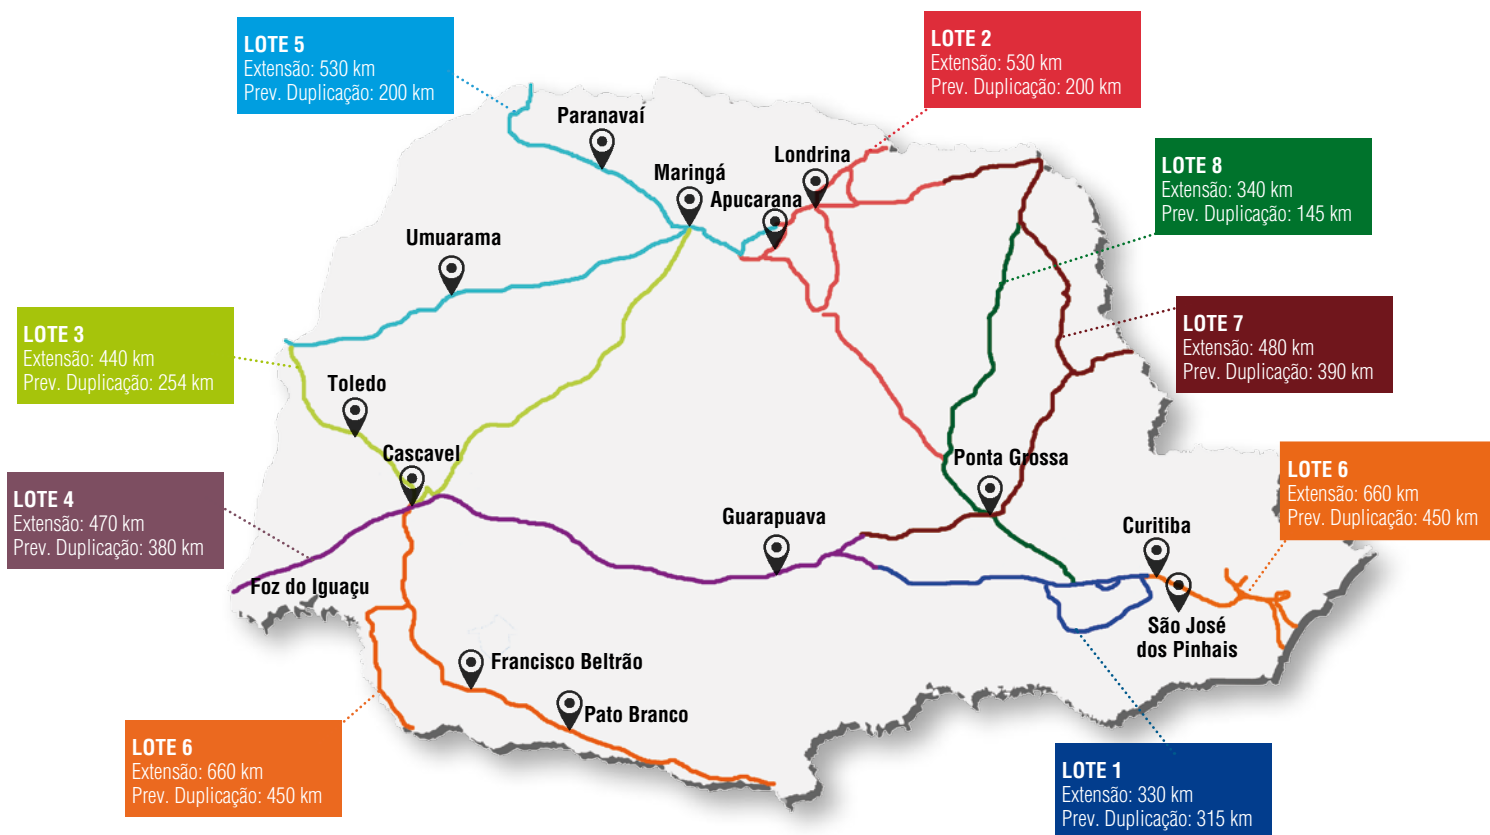 LOTE 5
Extensão: 530 km
Prev. Duplicação: 200 km
LOTE 2
Extensão: 530 km
Prev. Duplicação: 200 km
Paranavaí
Londrina
Maringá
Apucarana
LOTE 8
Extensão: 340 km
Prev. Duplicação: 145 km
Umuarama
LOTE 3
Extensão: 440 km
Prev. Duplicação: 254 km
LOTE 7
Extensão: 480 km
Prev. Duplicação: 390 km
Toledo
Cascavel
Ponta Grossa
LOTE 6
Extensão: 660 km
Prev. Duplicação: 450 km
LOTE 4
Extensão: 470 km
Prev. Duplicação: 380 km
Guarapuava
Curitiba
Foz do Iguaçu
São José
dos Pinhais
Francisco Beltrão
Pato Branco
LOTE 6
Extensão: 660 km
Prev. Duplicação: 450 km
LOTE 1
Extensão: 330 km
Prev. Duplicação: 315 km